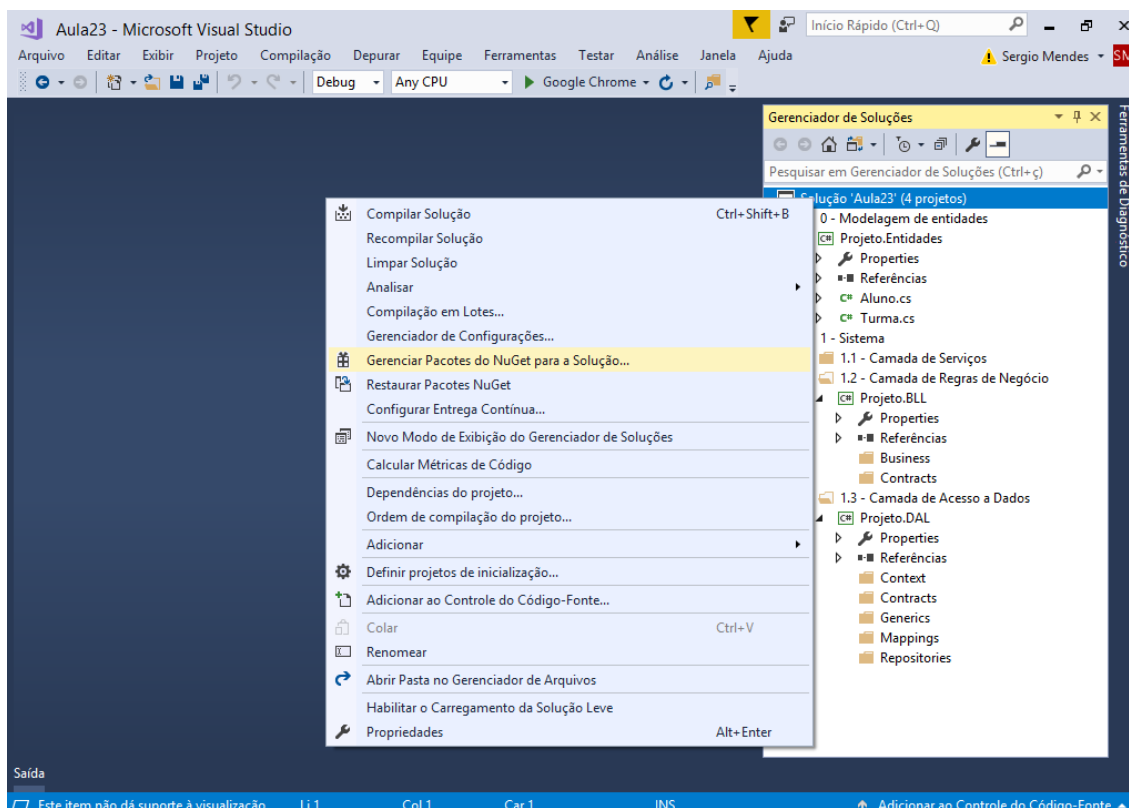 Aula23 - Microsoft Visual Studio
Início Rápido (Ctrl+Q)
Arquivo Editar Exibir Projeto Compilação Depurar Equipe Ferramentas Testar Análise Janela Ajuda
Sergio Mendes
SM
Debug Any CPU Google Chrome
Gerenciador de Soluções
Pesquisar em Gerenciador de Soluções (Ctrl+ç)
Solução 'Aula23' (4 projetos)
0 - Modelagem de entidades
C# Projeto.Entidades
Properties
Referências
C# Aluno.cs
C# Turma.cs
1 - Sistema
1.1 - Camada de Serviços
1.2 - Camada de Regras de Negócio
C# Projeto.BLL
Properties
Referências
Business
Contracts
1.3 - Camada de Acesso a Dados
C# Projeto.DAL
Properties
Referências
Context
Contracts
Generics
Mappings
Repositories
Ferramentas de Diagnóstico
Compilar Solução Ctrl+Shift+B
Recompilar Solução
Limpar Solução
Analisar
Compilação em Lotes...
Gerenciador de Configurações...
Gerenciar Pacotes do NuGet para a Solução...
Restaurar Pacotes NuGet
Configurar Entrega Contínua...
Novo Modo de Exibição do Gerenciador de Soluções
Calcular Métricas de Código
Dependências do projeto...
Ordem de compilação do projeto...
Adicionar
Definir projetos de inicialização...
Adicionar ao Controle do Código-Fonte...
Colar Ctrl+V
Renomear
Abrir Pasta no Gerenciador de Arquivos
Habilitar o Carregamento da Solução Leve
Propriedades Alt+Enter
Saída
Este item não dá suporte à visualização Li 1 Col 1 Car 1 INS Adicionar ao Controle do Código-Fonte